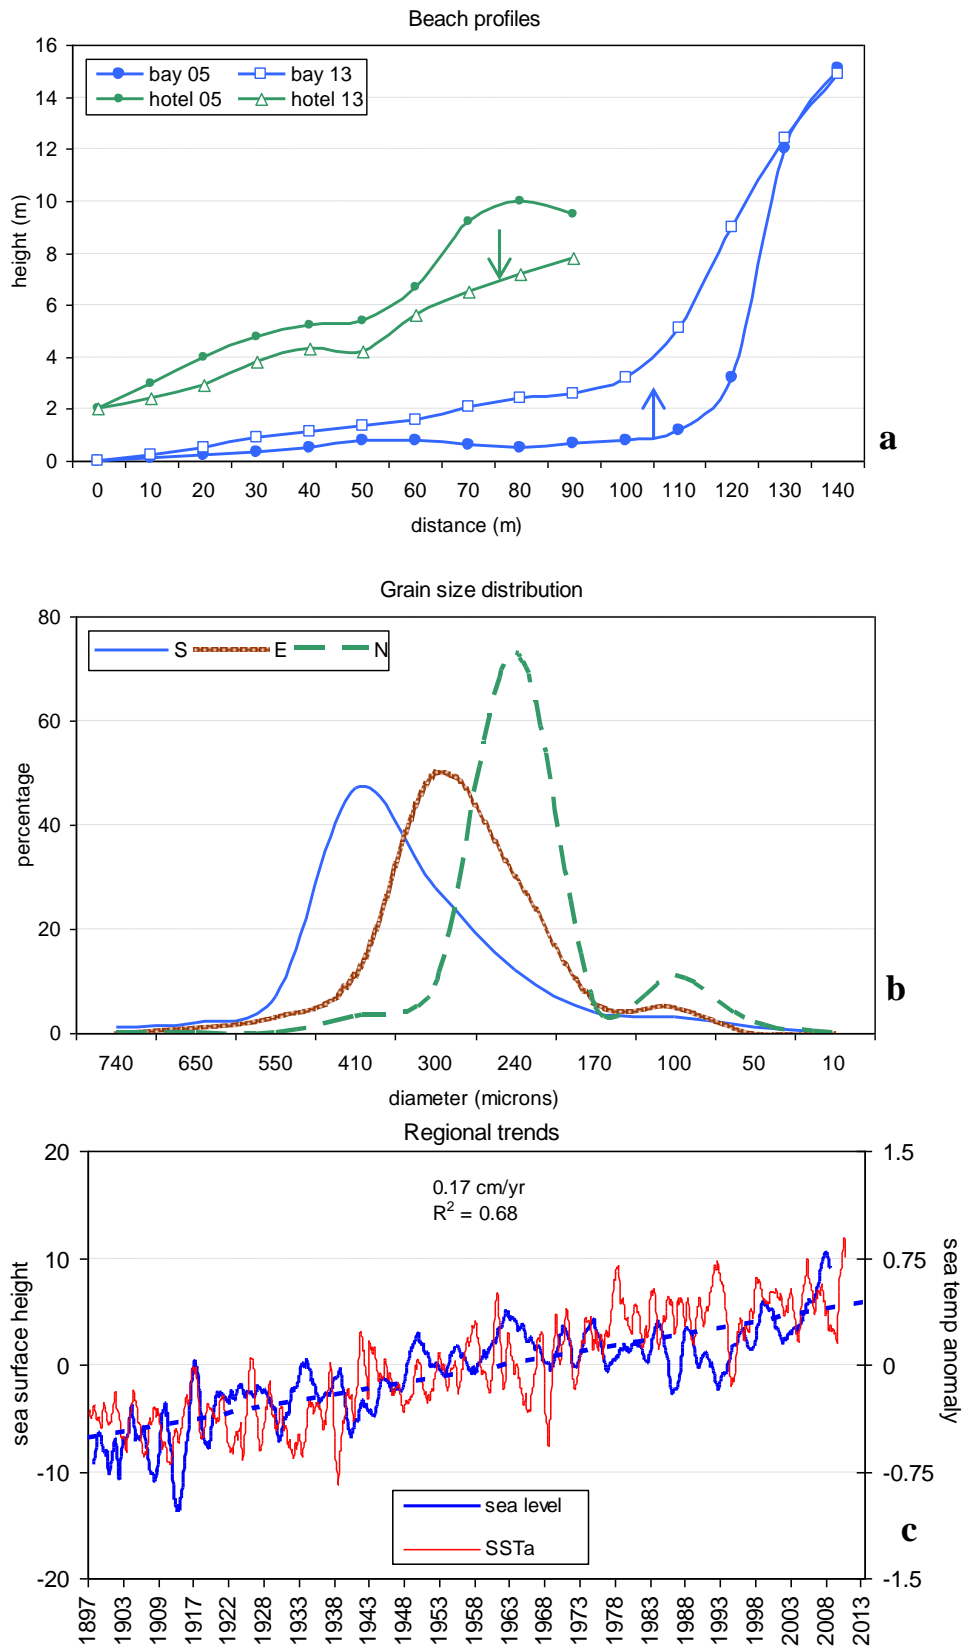 Beach profiles
16
14
12
10
8
6
4
2
0
height (m)
bay 05
bay 13
hotel 05
hotel 13
0 10 20 30 40 50 60 70 80 90 100 110 120 130 140
distance (m)
a
Grain size distribution
80
60
40
20
0
percentage
S E N
740 650 550 410 300 240 170 100 50 10
diameter (microns)
b
Regional trends
20
10
0
-10
-20
sea surface height
0.17 cm/yr
R² = 0.68
1.5
0.75
0
-0.75
-1.5
sea temp anomaly
sea level
SSTa
c
1897 1903 1909 1917 1922 1928 1933 1938 1943 1948 1953 1958 1963 1968 1973 1978 1983 1988 1993 1998 2003 2008 2013